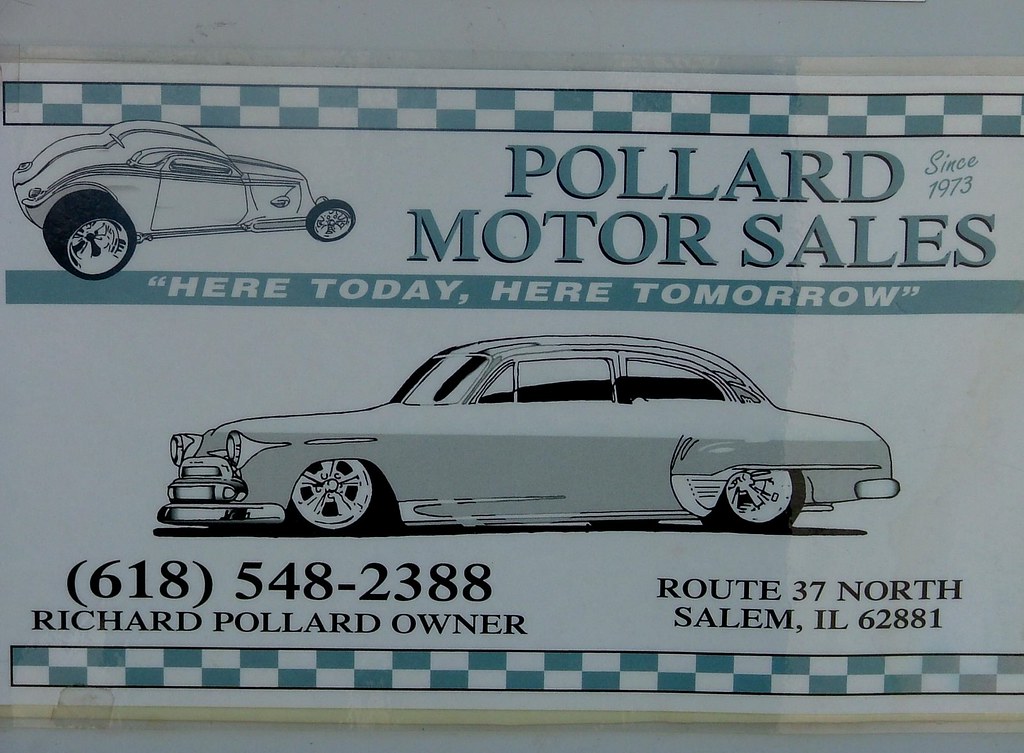 POLLARD
Since
1973
MOTOR SALES
“HERE TODAY, HERE TOMORROW”
(618) 548-2388
RICHARD POLLARD OWNER
ROUTE 37 NORTH
SALEM, IL 62881